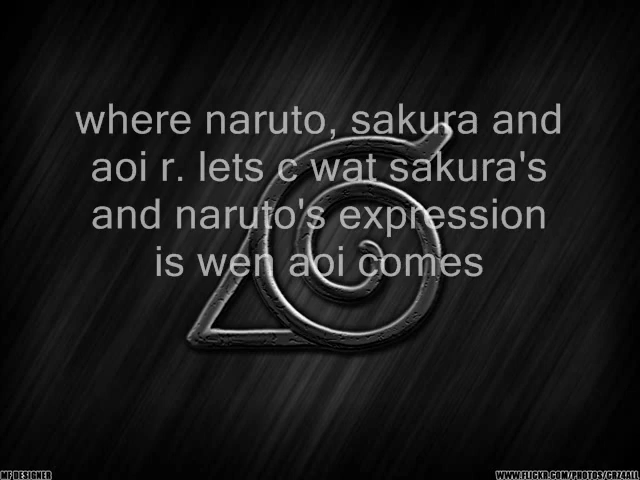 where naruto, sakura and
aoi r. lets c wat sakura's
and naruto's expression
is wen aoi comes
MF DESIGNER
WWW.FLICKR.COM/PHOTOS/CRZ4ALL